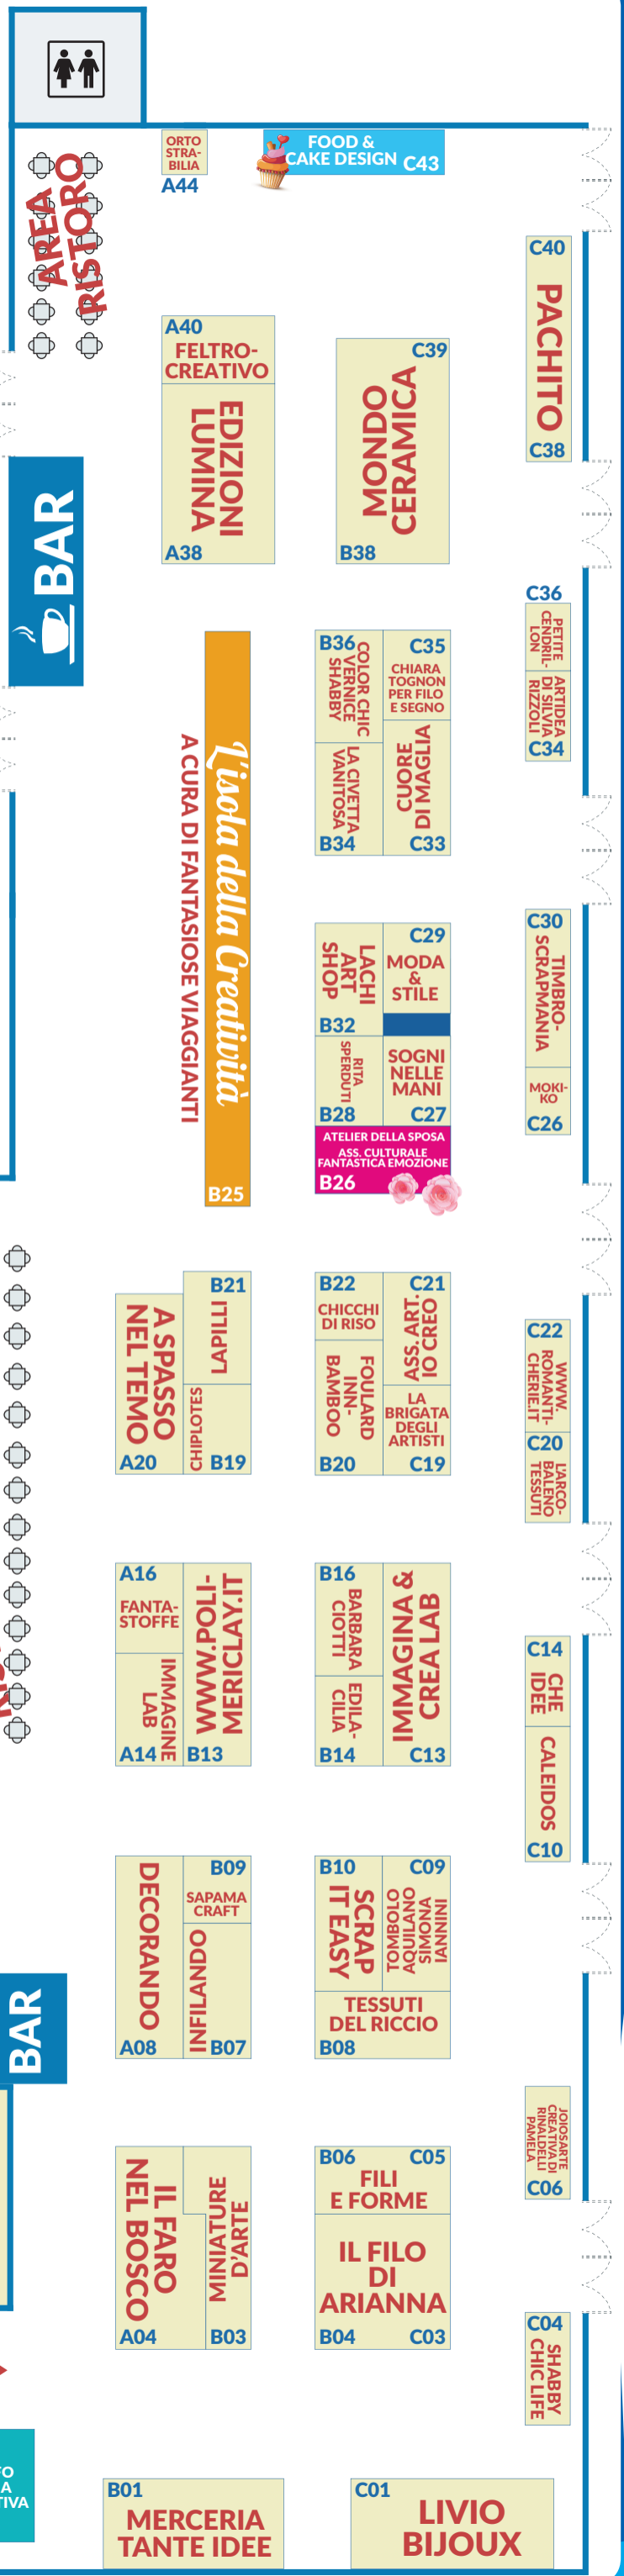 ORTO
STRA-
BILIA
A44
FOOD &
CAKE DESIGN C43
AREA
RISTORO
C40
PACHITO
C38
A40
FELTRO-
CREATIVO
EDIZIONI
LUMINA
A38
C39
MONDO
CERAMICA
B38
BAR
C36
PETITE
CENDRIL-
LON
ARTIDEA
DI SILVIA
RIZZOLI
C34
L'isola della Creatività
A CURA DI FANTASIOSE VIAGGIANTI
B25
B36
COLOR CHIC
VERNICE
SHABBY
C35
CHIARA
TOGNON
PER FILO
E SEGNO
LA CIVETTA
VANITOSA
B34
CUORE
DI MAGLIA
C33
LACHI
ART
SHOP
B32
C29
MODA
&
STILE
RITA
SPERDUTI
B28
SOGNI
NELLE
MANI
C27
ATELIER DELLA SPOSA
ASS. CULTURALE
FANTASTICA EMOZIONE
B26
C30
TIMBRO-
SCRAPMANIA
MOKI-
KO
C26
A SPASSO
NEL TEMO
A20
B21
LAPILLI
CHIPLOTES
B19
B22
CHICCHI
DI RISO
FOULARD
INN-
BAMBOO
B20
C21
ASS. ART.
IO CREO
LA
BRIGATA
DEGLI
ARTISTI
C19
C22
WWW.
ROMANTI-
CHERIE.IT
C20
L'ARCO-
BALENO
TESSUTI
A16
FANTA-
STOFFE
IMMAGINE
LAB
A14
WWW.POLI-
MERICLAY.IT
B13
B16
BARBARA
CIOTTI
EDILA-
CILIA
B14
IMMAGINA &
CREA LAB
C13
C14
CHE
IDEE
CALEIDOS
C10
DECORANDO
A08
B09
SAPAMA
CRAFT
INFILANDO
B07
B10
SCRAP
IT EASY
C09
TOMBOLO
AQUILANO
SIMONA
IANNINI
TESSUTI
DEL RICCIO
B08
BAR
JOIOSARTE
CREATIVA DI
RINALDELLI
PAMELA
C06
IL FARO
NEL BOSCO
A04
MINIATURE
D'ARTE
B03
B06
C05
FILI
E FORME
IL FILO
DI
ARIANNA
B04
C03
C04
SHABBY
CHIC LIFE
O
A
IVA
B01
MERCERIA
TANTE IDEE
C01
LIVIO
BIJOUX